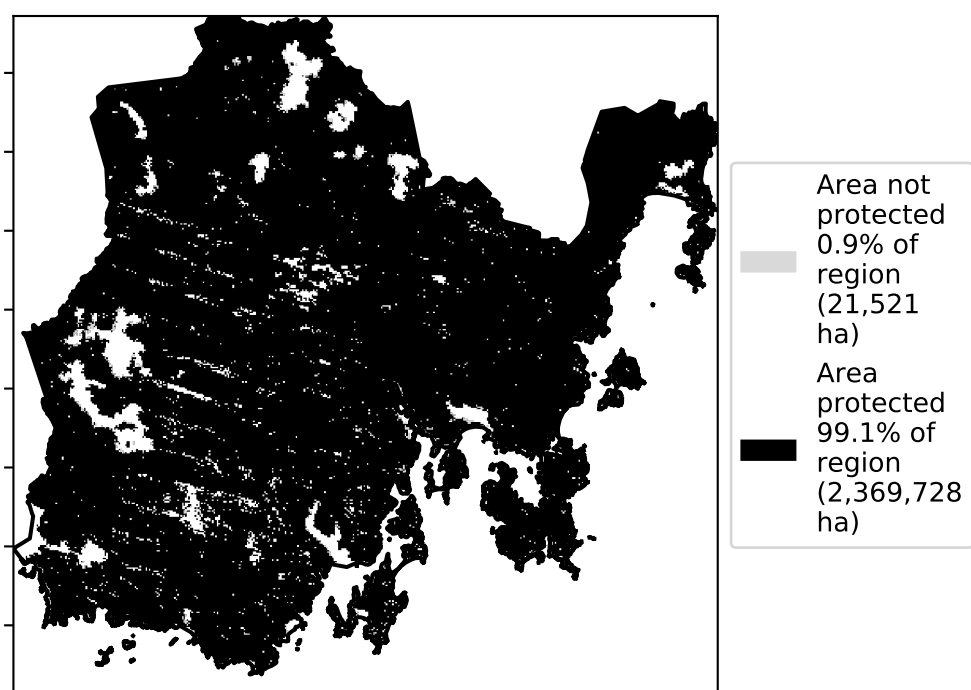 Area not
protected
0.9% of
region
(21,521
ha)
Area
protected
99.1% of
region
(2,369,728
ha)